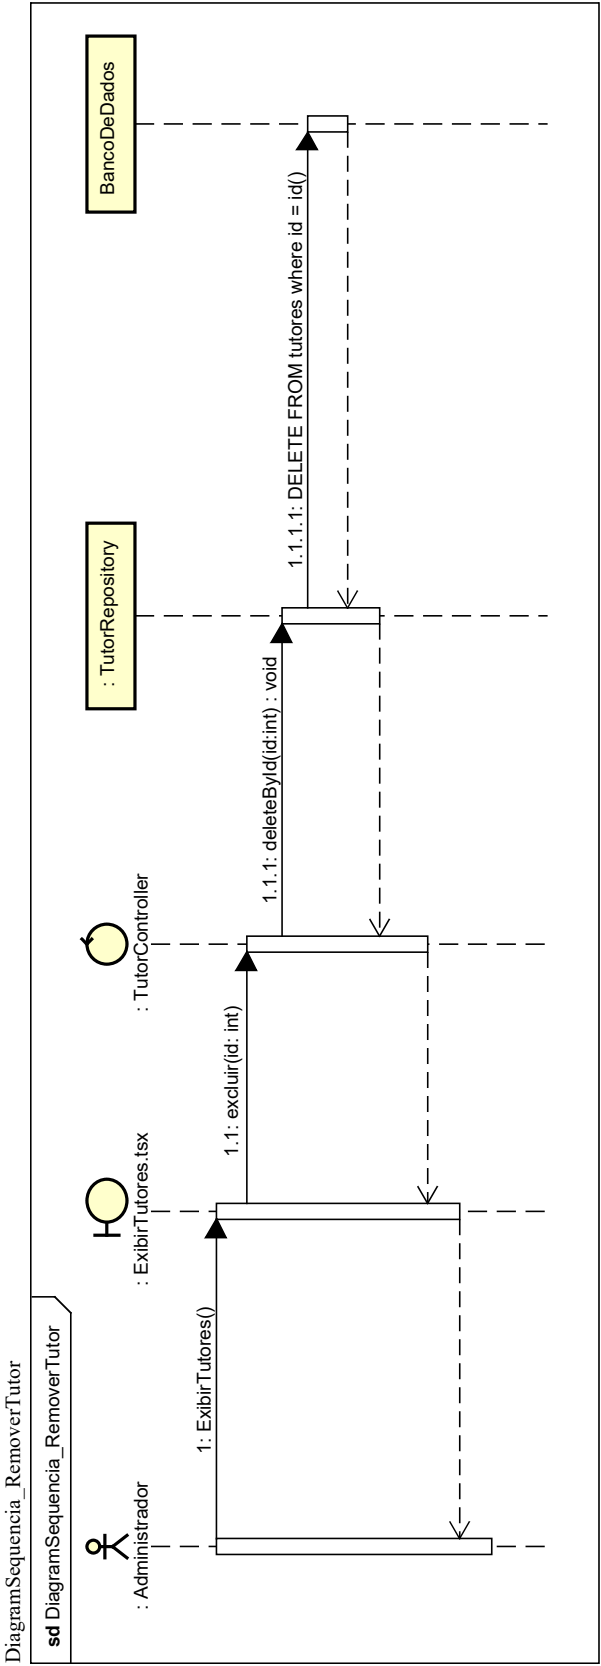 DiagramSequencia_RemoverTutor
sd DiagramSequencia_RemoverTutor
: Administrador
: ExibirTutores.tsx
: TutorController
: TutorRepository
BancoDeDados
1: ExibirTutores()
1.1: excluir(id: int)
1.1.1: deleteById(id:int) : void
1.1.1.1: DELETE FROM tutores where id = id()